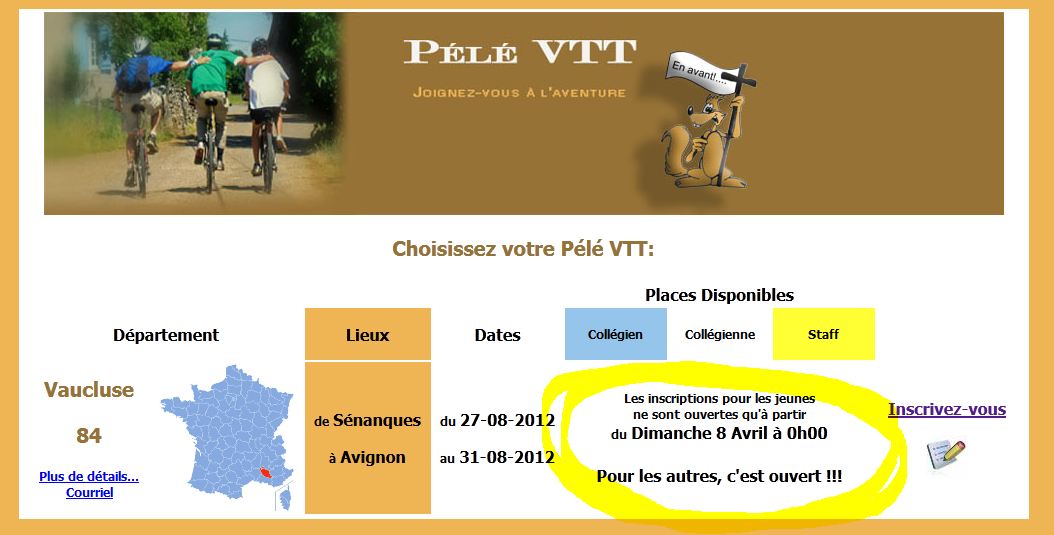 PÉLÉ VTT
JOIGNEZ-VOUS À L'AVENTURE
En avant!....
Choisissez votre Pélé VTT:
Places Disponibles
Département
Lieux
Dates
Collégien
Collégienne
Staff
Vaucluse
84
Plus de détails...
Courriel
de Sénanques
à Avignon
du 27-08-2012
au 31-08-2012
Les inscriptions pour les jeunes
ne sont ouvertes qu'à partir
du Dimanche 8 Avril à 0h00
Pour les autres, c'est ouvert !!!
Inscrivez-vous